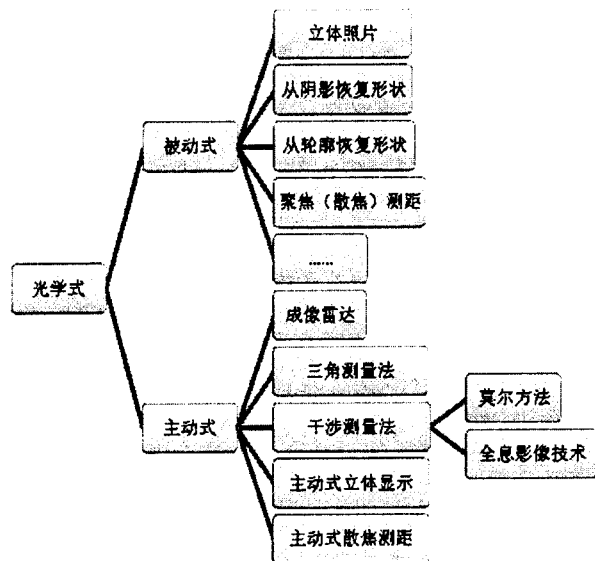 光学式
被动式
立体照片
从阴影恢复形状
从轮廓恢复形状
聚焦（散焦）测距
......
主动式
成像雷达
三角测量法
干涉测量法
莫尔方法
全息影像技术
主动式立体显示
主动式散焦测距